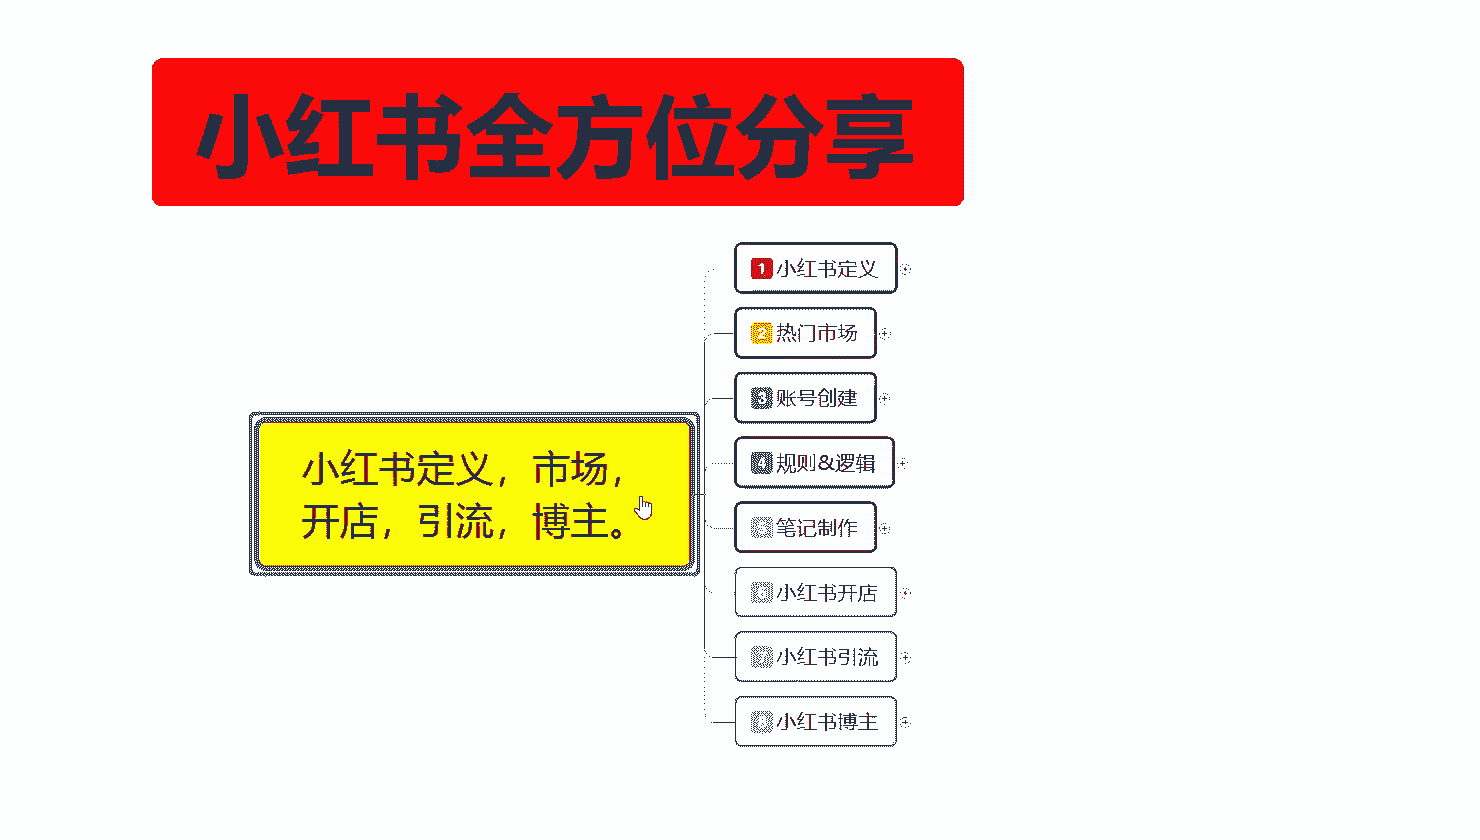 小红书全方位分享
1 小红书定义
2 热门市场
3 账号创建
4 规则&逻辑
5 笔记制作
小红书定义，市场，
开店，引流，博主。
6 小红书开店
7 小红书引流
8 小红书博主